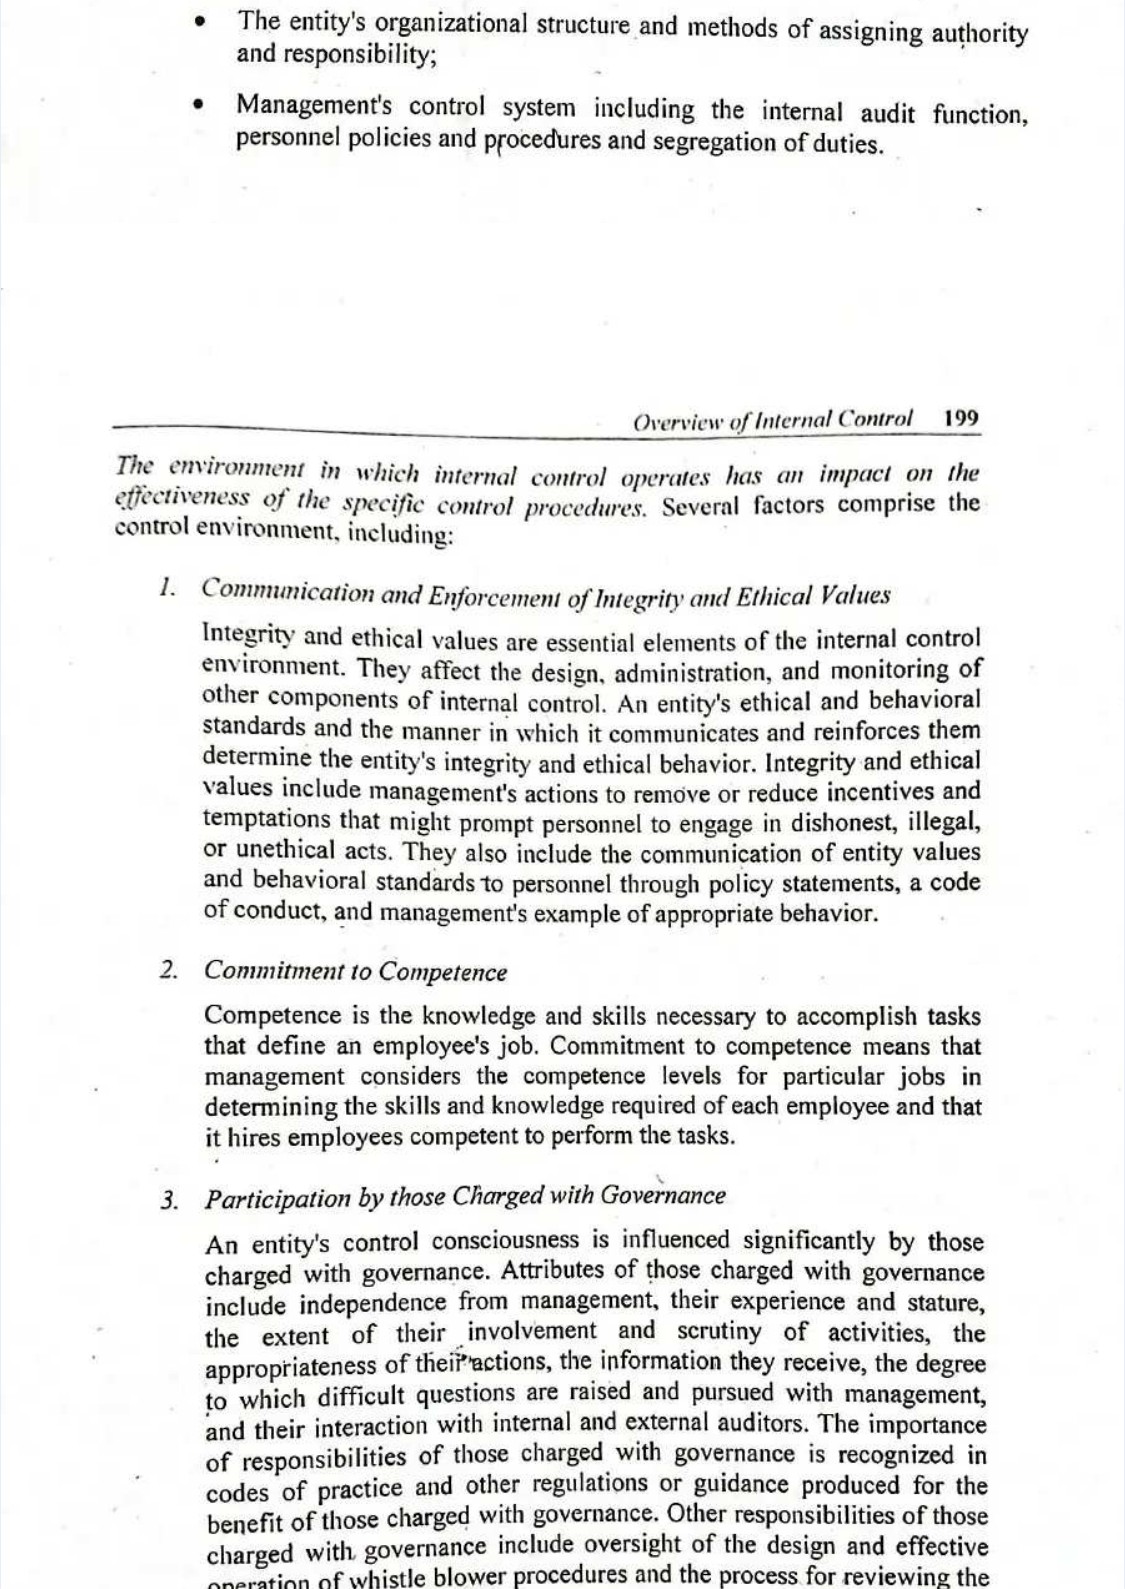 • The entity's organizational structure and methods of assigning authority
and responsibility;
• Management's control system including the internal audit function,
personnel policies and procedures and segregation of duties.
Overview of Internal Control 199
The environment in which internal control operates has an impact on the
effectiveness of the specific control procedures. Several factors comprise the
control environment, including:
1. Communication and Enforcement of Integrity and Ethical Values
Integrity and ethical values are essential elements of the internal control
environment. They affect the design, administration, and monitoring of
other components of internal control. An entity's ethical and behavioral
standards and the manner in which it communicates and reinforces them
determine the entity's integrity and ethical behavior. Integrity and ethical
values include management's actions to remove or reduce incentives and
temptations that might prompt personnel to engage in dishonest, illegal,
or unethical acts. They also include the communication of entity values
and behavioral standards to personnel through policy statements, a code
of conduct, and management's example of appropriate behavior.
2. Commitment to Competence
Competence is the knowledge and skills necessary to accomplish tasks
that define an employee's job. Commitment to competence means that
management considers the competence levels for particular jobs in
determining the skills and knowledge required of each employee and that
it hires employees competent to perform the tasks.
3. Participation by those Charged with Governance
An entity's control consciousness is influenced significantly by those
charged with governance. Attributes of those charged with governance
include independence from management, their experience and stature,
the extent of their involvement and scrutiny of activities, the
appropriateness of their actions, the information they receive, the degree
to which difficult questions are raised and pursued with management,
and their interaction with internal and external auditors. The importance
of responsibilities of those charged with governance is recognized in
codes of practice and other regulations or guidance produced for the
benefit of those charged with governance. Other responsibilities of those
charged with governance include oversight of the design and effective
operation of whistle blower procedures and the process for reviewing the